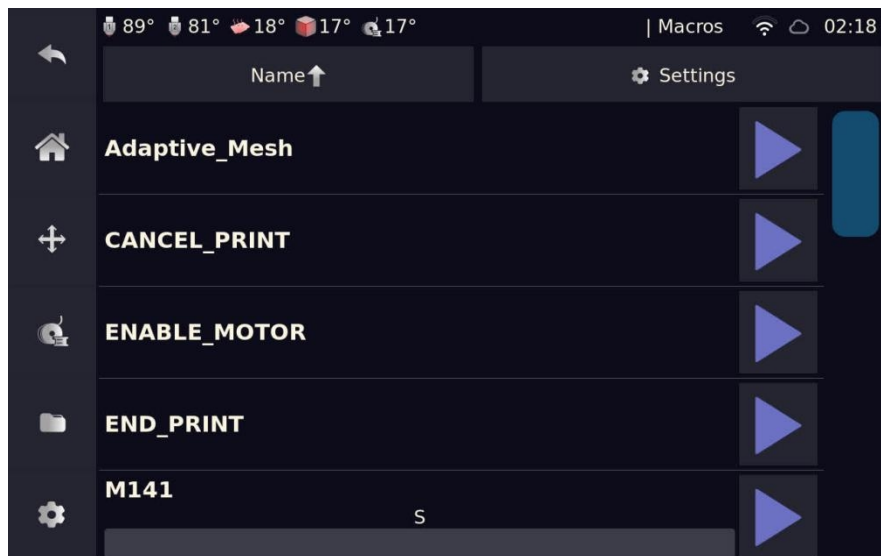 89° 81° 18° 17° 17° | Macros 02:18
Name Settings
Adaptive_Mesh
CANCEL_PRINT
ENABLE_MOTOR
END_PRINT
M141
S